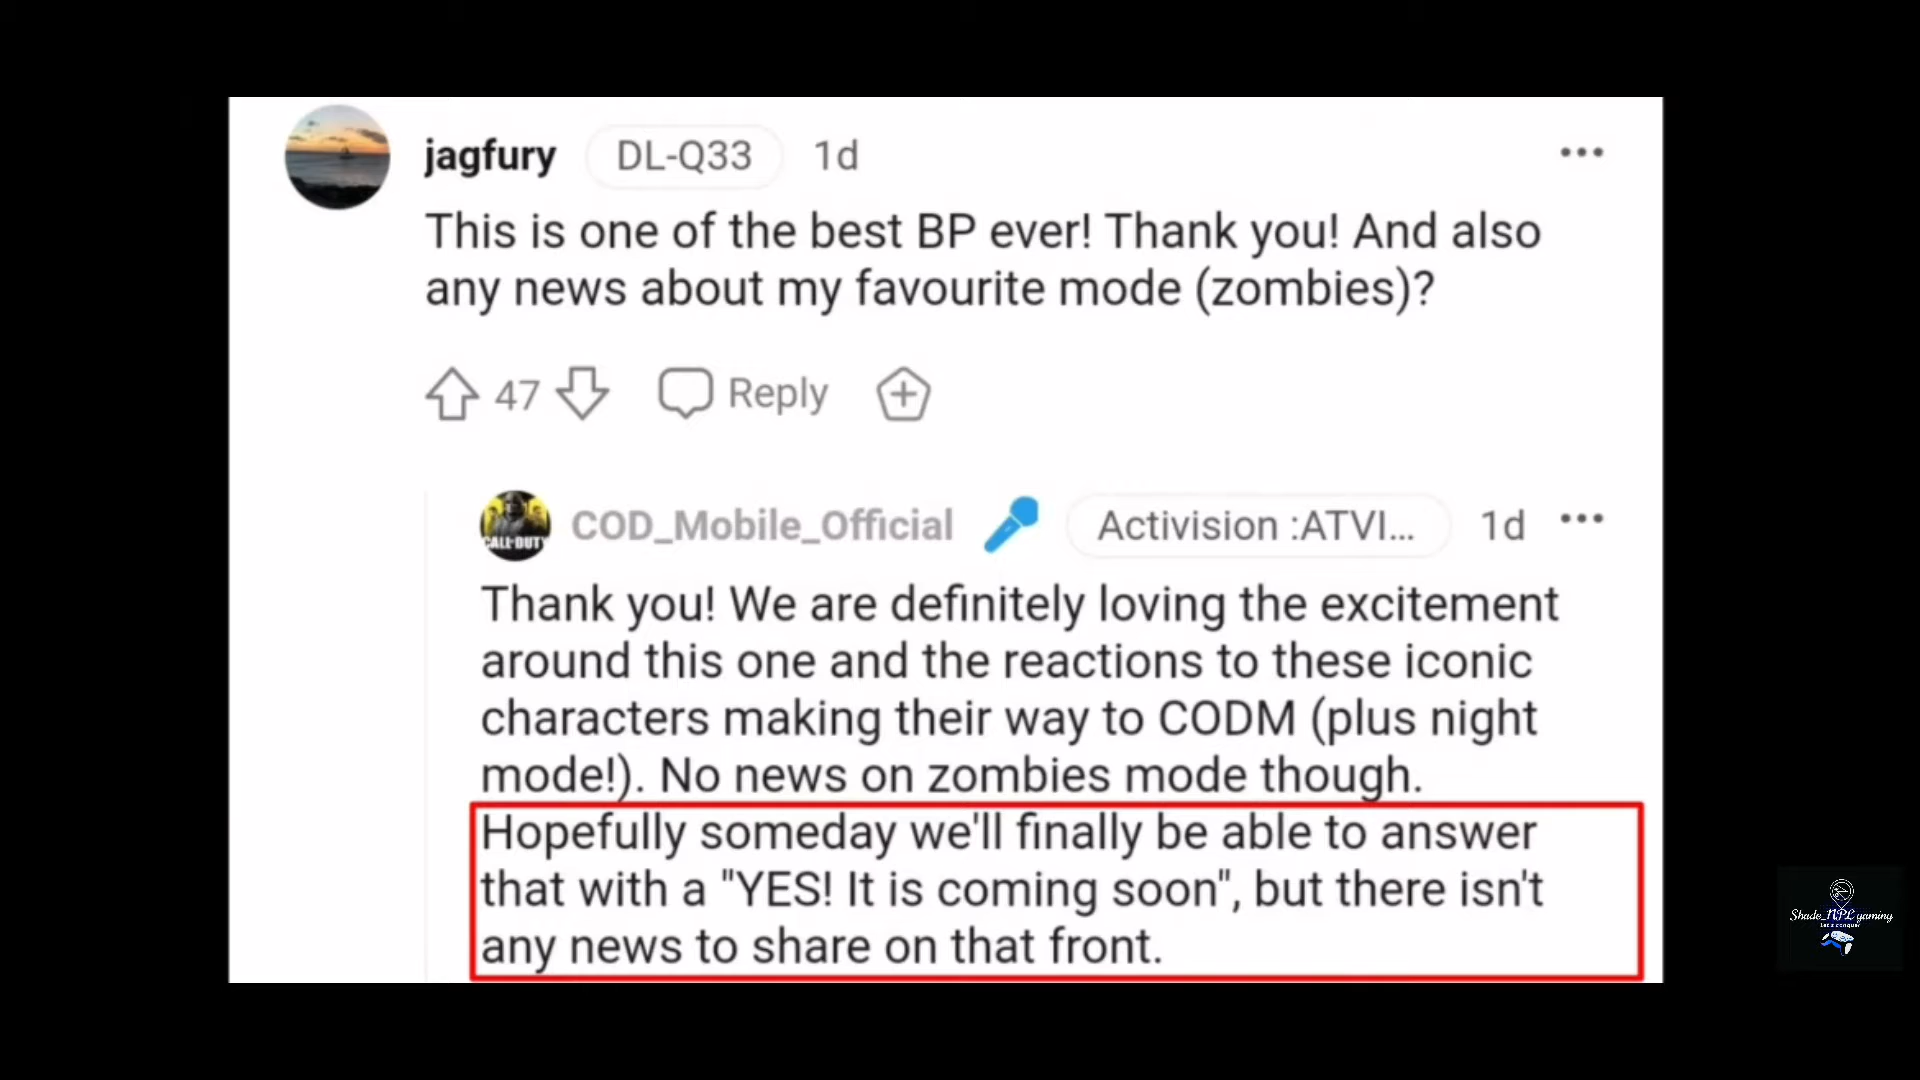 jagfury DL-Q33 1d
This is one of the best BP ever! Thank you! And also
any news about my favourite mode (zombies)?
47 Reply
CALL DUTY
COD_Mobile_Official Activision :ATVI... 1d
Thank you! We are definitely loving the excitement
around this one and the reactions to these iconic
characters making their way to CODM (plus night
mode!). No news on zombies mode though.
Hopefully someday we'll finally be able to answer
that with a "YES! It is coming soon", but there isn't
any news to share on that front.
Shade_NPL gaming
Let's conquer